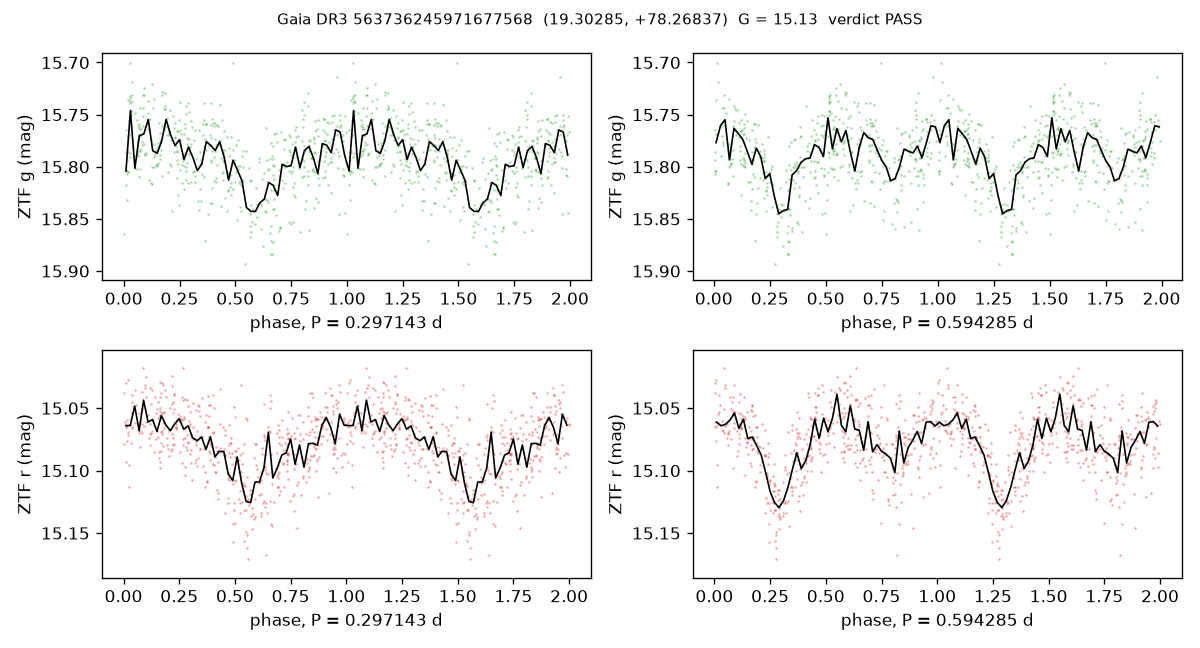 Gaia DR3 563736245971677568 (19.30285, +78.26837) G = 15.13 verdict PASS
ZTF g (mag)
15.70
15.75
15.80
15.85
15.90
0.00 0.25 0.50 0.75 1.00 1.25 1.50 1.75 2.00
phase, P = 0.297143 d
ZTF g (mag)
15.70
15.75
15.80
15.85
15.90
0.00 0.25 0.50 0.75 1.00 1.25 1.50 1.75 2.00
phase, P = 0.594285 d
ZTF r (mag)
15.05
15.10
15.15
0.00 0.25 0.50 0.75 1.00 1.25 1.50 1.75 2.00
phase, P = 0.297143 d
ZTF r (mag)
15.05
15.10
15.15
0.00 0.25 0.50 0.75 1.00 1.25 1.50 1.75 2.00
phase, P = 0.594285 d